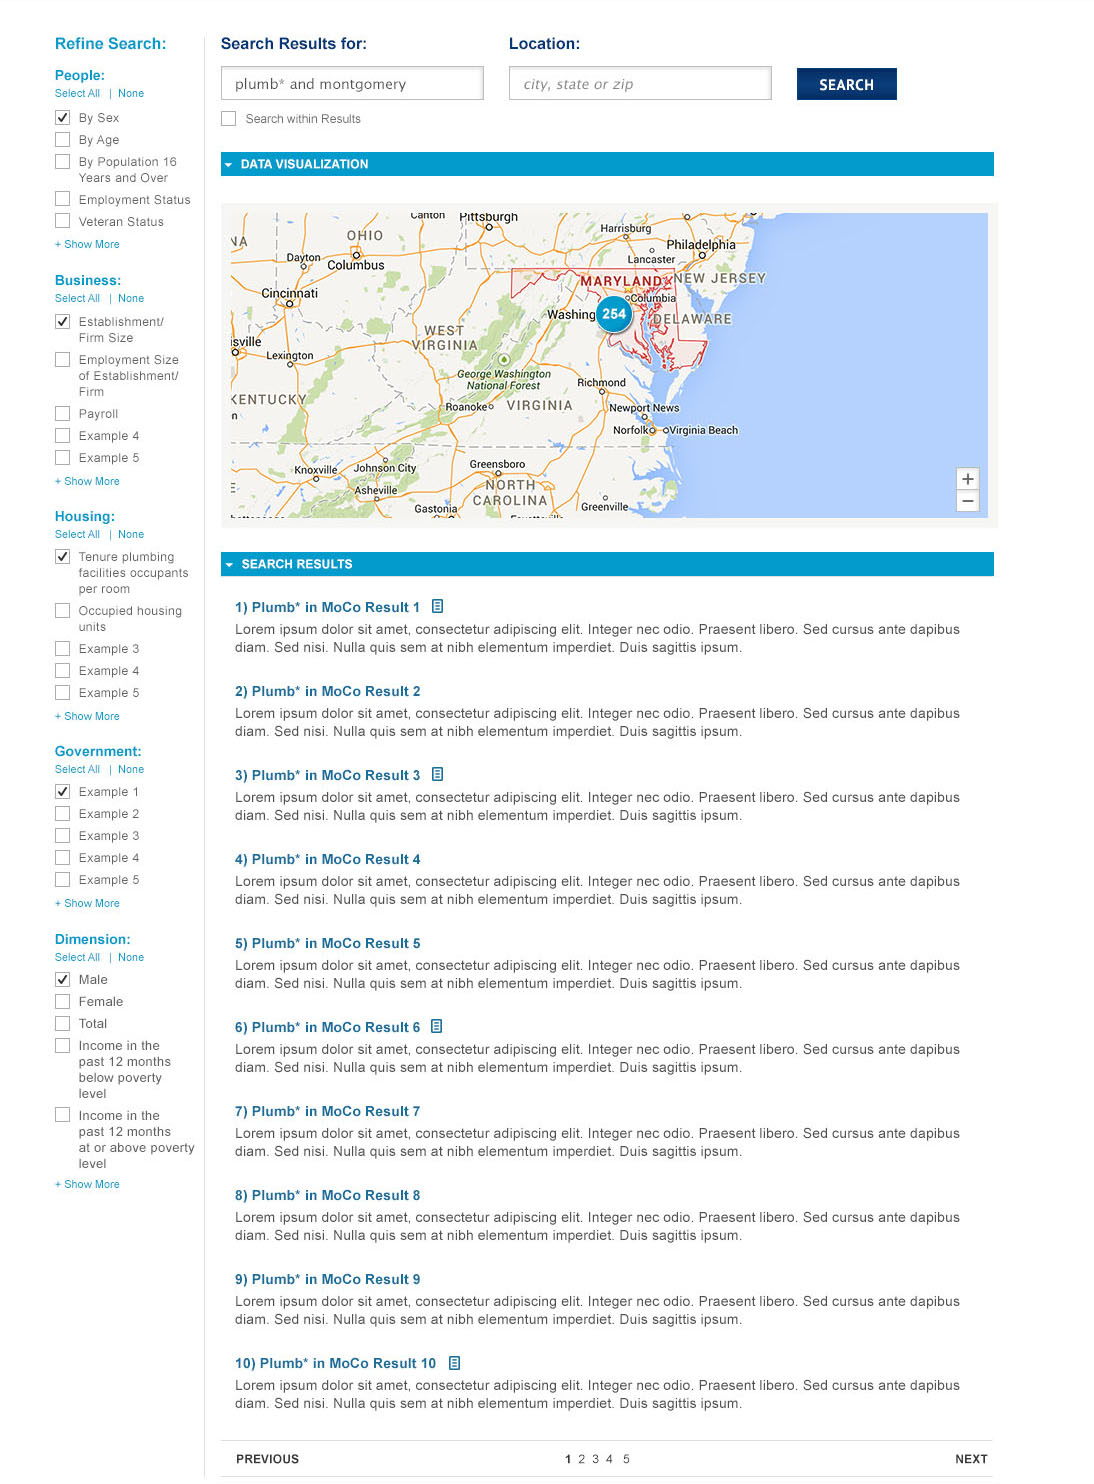 Refine Search:
People:
Select All | None
By Sex
By Age
By Population 16
Years and Over
Employment Status
Veteran Status
+ Show More
Business:
Select All | None
Establishment/
Firm Size
Employment Size
of Establishment/
Firm
Payroll
Example 4
Example 5
+ Show More
Housing:
Select All | None
Tenure plumbing
facilities occupants
per room
Occupied housing
units
Example 3
Example 4
Example 5
+ Show More
Government:
Select All | None
Example 1
Example 2
Example 3
Example 4
Example 5
+ Show More
Dimension:
Select All | None
Male
Female
Total
Income in the
past 12 months
below poverty
level
Income in the
past 12 months
at or above poverty
level
+ Show More
Search Results for:
Location:
plumb* and montgomery
city, state or zip
SEARCH
Search within Results
DATA VISUALIZATION
Canton
Pittsburgh
Harrisburg
Philadelphia
Lancaster
OHIO
Dayton
Columbus
MARYLAND
NEW JERSEY
Cincinnati
Columbia
Washing
254
DELAWARE
WEST
VIRGINIA
Lexington
George Washington
National Forest
Richmond
KENTUCKY
Roanoke
VIRGINIA
Newport News
Norfolk
Virginia Beach
Knoxville
Johnson City
Greensboro
Asheville
NORTH
CAROLINA
Gastonia
Greenville
+
−
SEARCH RESULTS
1) Plumb* in MoCo Result 1
Lorem ipsum dolor sit amet, consectetur adipiscing elit. Integer nec odio. Praesent libero. Sed cursus ante dapibus
diam. Sed nisi. Nulla quis sem at nibh elementum imperdiet. Duis sagittis ipsum.
2) Plumb* in MoCo Result 2
Lorem ipsum dolor sit amet, consectetur adipiscing elit. Integer nec odio. Praesent libero. Sed cursus ante dapibus
diam. Sed nisi. Nulla quis sem at nibh elementum imperdiet. Duis sagittis ipsum.
3) Plumb* in MoCo Result 3
Lorem ipsum dolor sit amet, consectetur adipiscing elit. Integer nec odio. Praesent libero. Sed cursus ante dapibus
diam. Sed nisi. Nulla quis sem at nibh elementum imperdiet. Duis sagittis ipsum.
4) Plumb* in MoCo Result 4
Lorem ipsum dolor sit amet, consectetur adipiscing elit. Integer nec odio. Praesent libero. Sed cursus ante dapibus
diam. Sed nisi. Nulla quis sem at nibh elementum imperdiet. Duis sagittis ipsum.
5) Plumb* in MoCo Result 5
Lorem ipsum dolor sit amet, consectetur adipiscing elit. Integer nec odio. Praesent libero. Sed cursus ante dapibus
diam. Sed nisi. Nulla quis sem at nibh elementum imperdiet. Duis sagittis ipsum.
6) Plumb* in MoCo Result 6
Lorem ipsum dolor sit amet, consectetur adipiscing elit. Integer nec odio. Praesent libero. Sed cursus ante dapibus
diam. Sed nisi. Nulla quis sem at nibh elementum imperdiet. Duis sagittis ipsum.
7) Plumb* in MoCo Result 7
Lorem ipsum dolor sit amet, consectetur adipiscing elit. Integer nec odio. Praesent libero. Sed cursus ante dapibus
diam. Sed nisi. Nulla quis sem at nibh elementum imperdiet. Duis sagittis ipsum.
8) Plumb* in MoCo Result 8
Lorem ipsum dolor sit amet, consectetur adipiscing elit. Integer nec odio. Praesent libero. Sed cursus ante dapibus
diam. Sed nisi. Nulla quis sem at nibh elementum imperdiet. Duis sagittis ipsum.
9) Plumb* in MoCo Result 9
Lorem ipsum dolor sit amet, consectetur adipiscing elit. Integer nec odio. Praesent libero. Sed cursus ante dapibus
diam. Sed nisi. Nulla quis sem at nibh elementum imperdiet. Duis sagittis ipsum.
10) Plumb* in MoCo Result 10
Lorem ipsum dolor sit amet, consectetur adipiscing elit. Integer nec odio. Praesent libero. Sed cursus ante dapibus
diam. Sed nisi. Nulla quis sem at nibh elementum imperdiet. Duis sagittis ipsum.
PREVIOUS
1 2 3 4 5
NEXT